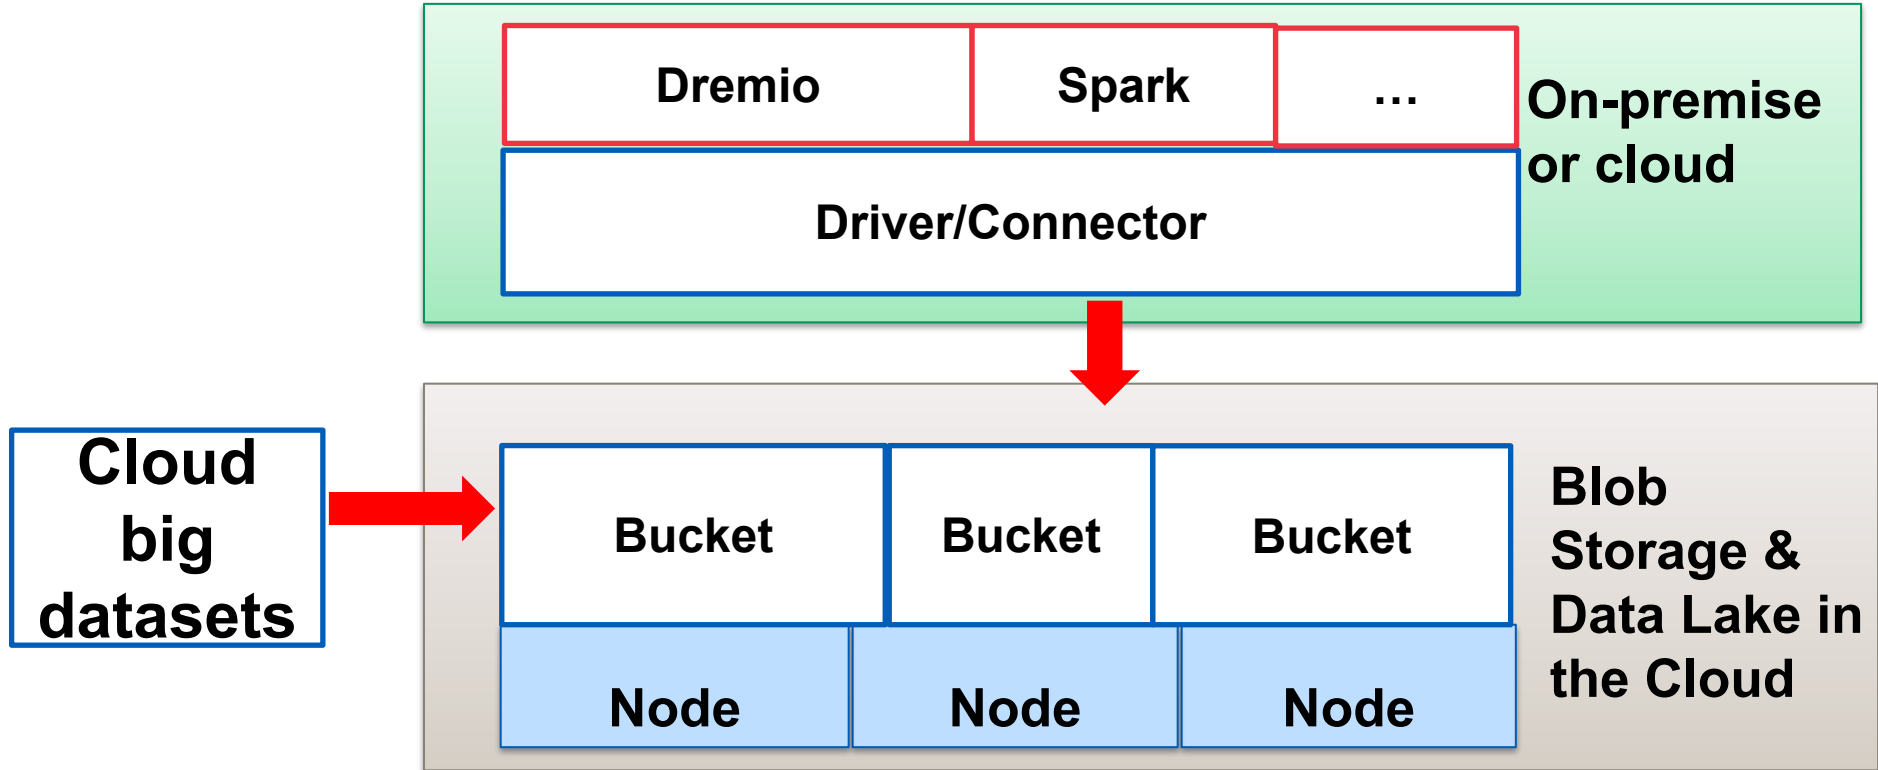 Dremio
Spark
...
On-premise
or cloud
Driver/Connector
Cloud
big
datasets
Bucket
Bucket
Bucket
Blob
Storage &
Data Lake in
the Cloud
Node
Node
Node